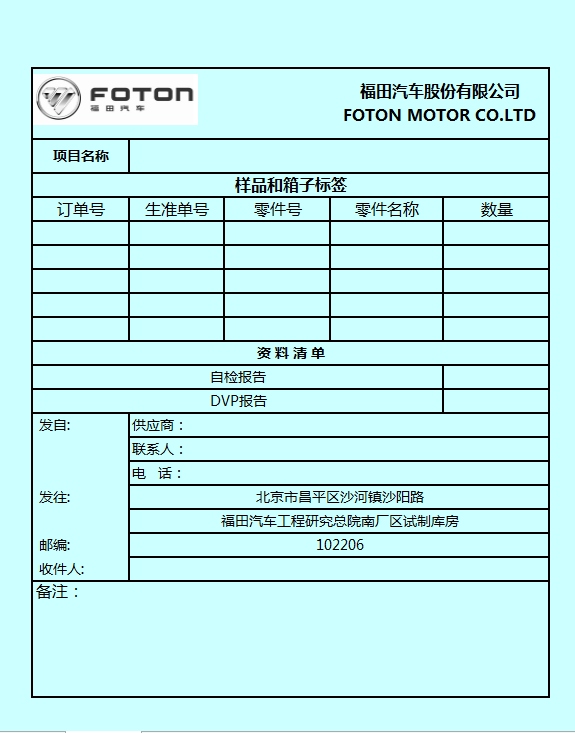 FOTON
福田汽车
福田汽车股份有限公司
FOTON MOTOR CO.LTD
项目名称
样品和箱子标签
订单号 生准单号 零件号 零件名称 数量
资 料 清 单
自检报告
DVP报告
发自: 供应商：
联系人：
电 话：
发往: 北京市昌平区沙河镇沙阳路
福田汽车工程研究总院南厂区试制库房
邮编: 102206
收件人:
备注：